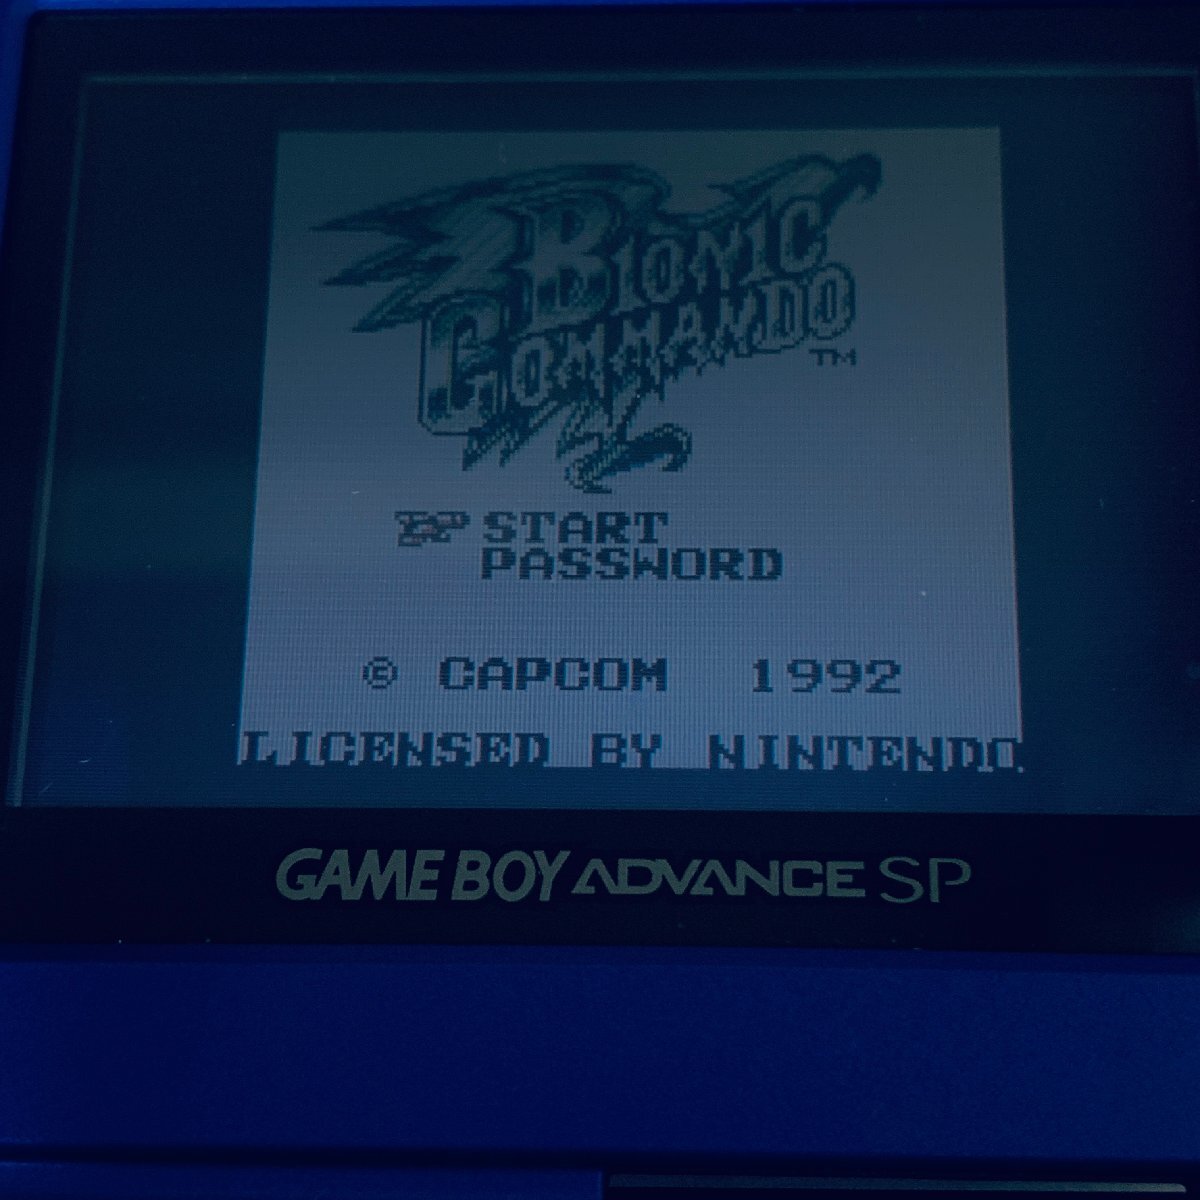 BIONIC
COMMANDO
TM
START
PASSWORD
© CAPCOM 1992
LICENSED BY NINTENDO
GAME BOY ADVANCE SP